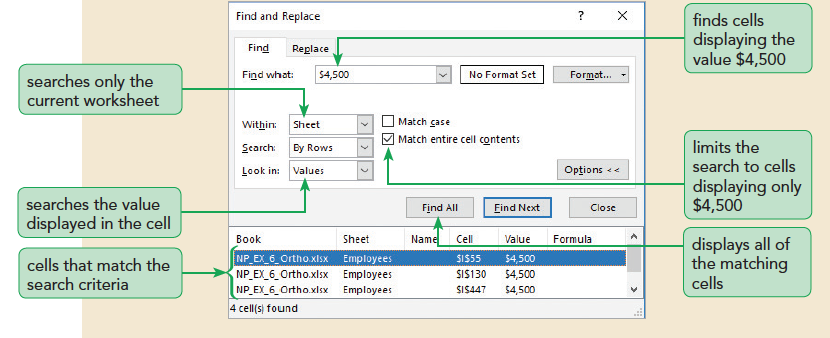 Find and Replace ? X
finds cells
displaying the
value $4,500
Find Replace
Find what: $4,500 No Format Set Format...
searches only the
current worksheet
Within: Sheet Match case
Search: By Rows Match entire cell contents
Look in: Values Options <<
limits the
search to cells
displaying only
$4,500
searches the value
displayed in the cell
Find All Find Next Close
Book Sheet Name Cell Value Formula
NP_EX_6_Ortho.xlsx Employees $I$55 $4,500
NP_EX_6_Ortho.xlsx Employees $I$130 $4,500
NP_EX_6_Ortho.xlsx Employees $I$447 $4,500
4 cell(s) found
displays all of
the matching
cells
cells that match the
search criteria